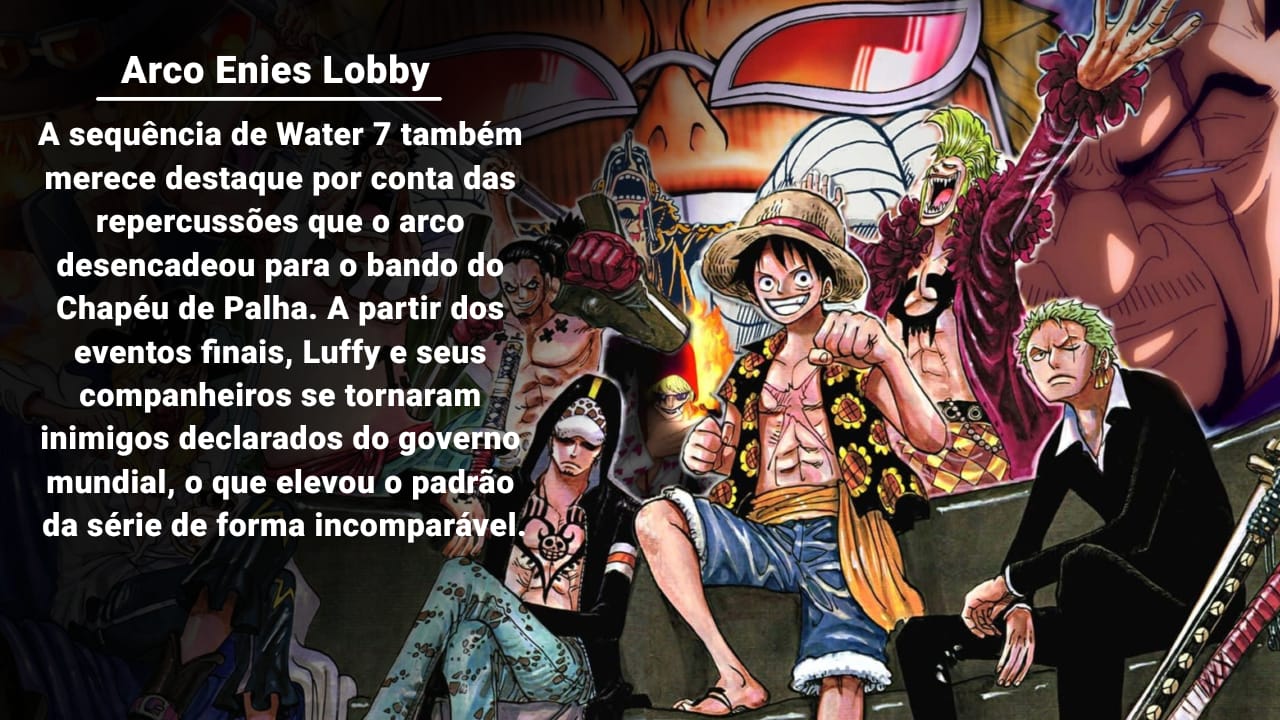 Arco Enies Lobby
A sequência de Water 7 também
merece destaque por conta das
repercussões que o arco
desencadeou para o bando do
Chapéu de Palha. A partir dos
eventos finais, Luffy e seus
companheiros se tornaram
inimigos declarados do governo
mundial, o que elevou o padrão
da série de forma incomparável.